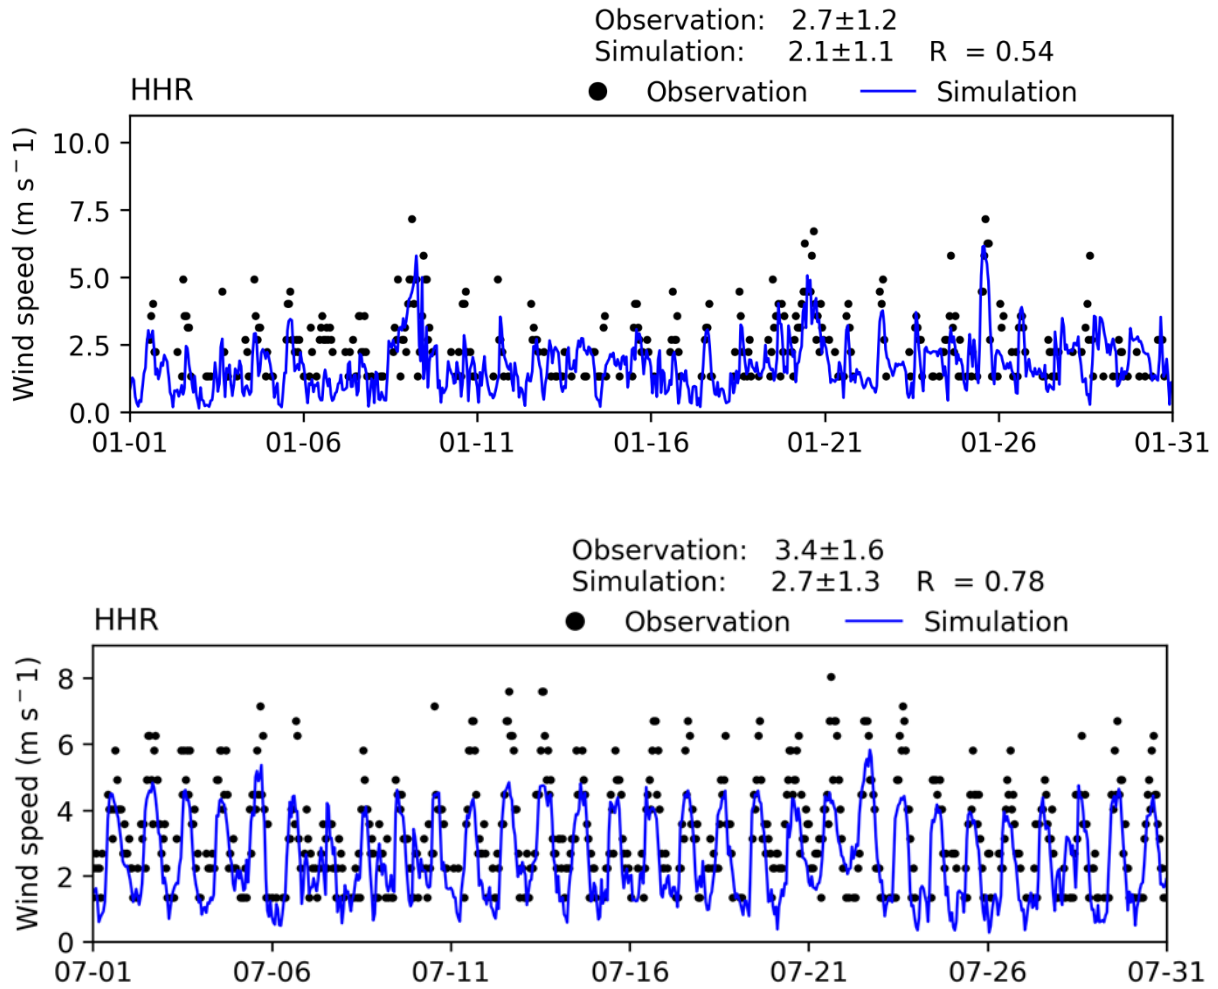 Observation: 2.7±1.2
Simulation: 2.1±1.1 R = 0.54
HHR
Observation Simulation
Wind speed (m s⁻1)
10.0
7.5
5.0
2.5
0.0
01-01 01-06 01-11 01-16 01-21 01-26 01-31
Observation: 3.4±1.6
Simulation: 2.7±1.3 R = 0.78
HHR
Observation Simulation
Wind speed (m s⁻1)
8
6
4
2
0
07-01 07-06 07-11 07-16 07-21 07-26 07-31